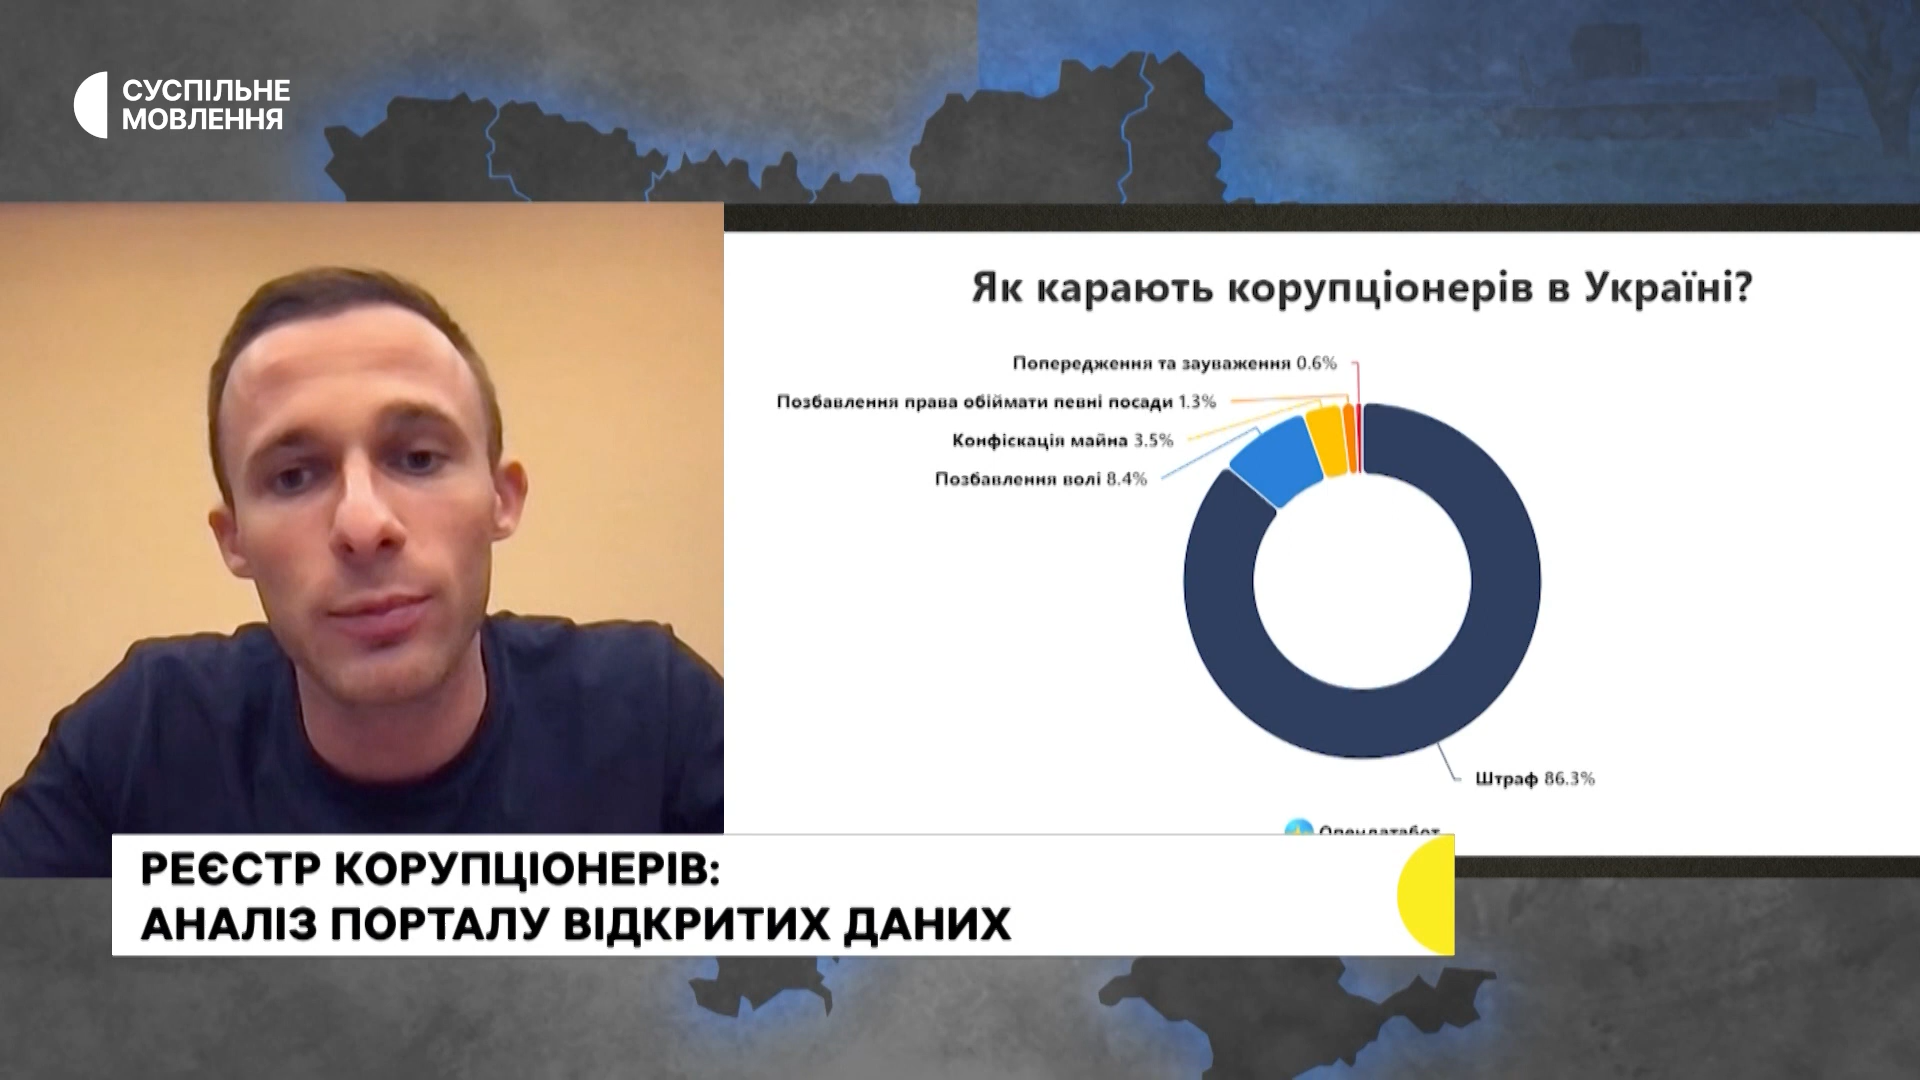 СУСПІЛЬНЕ
МОВЛЕННЯ
Як карають корупціонерів в Україні?
Попередження та зауваження 0.6%
Позбавлення права обіймати певні посади 1.3%
Конфіскація майна 3.5%
Позбавлення волі 8.4%
Штраф 86.3%
Опендатабот
РЕЄСТР КОРУПЦІОНЕРІВ:
АНАЛІЗ ПОРТАЛУ ВІДКРИТИХ ДАНИХ